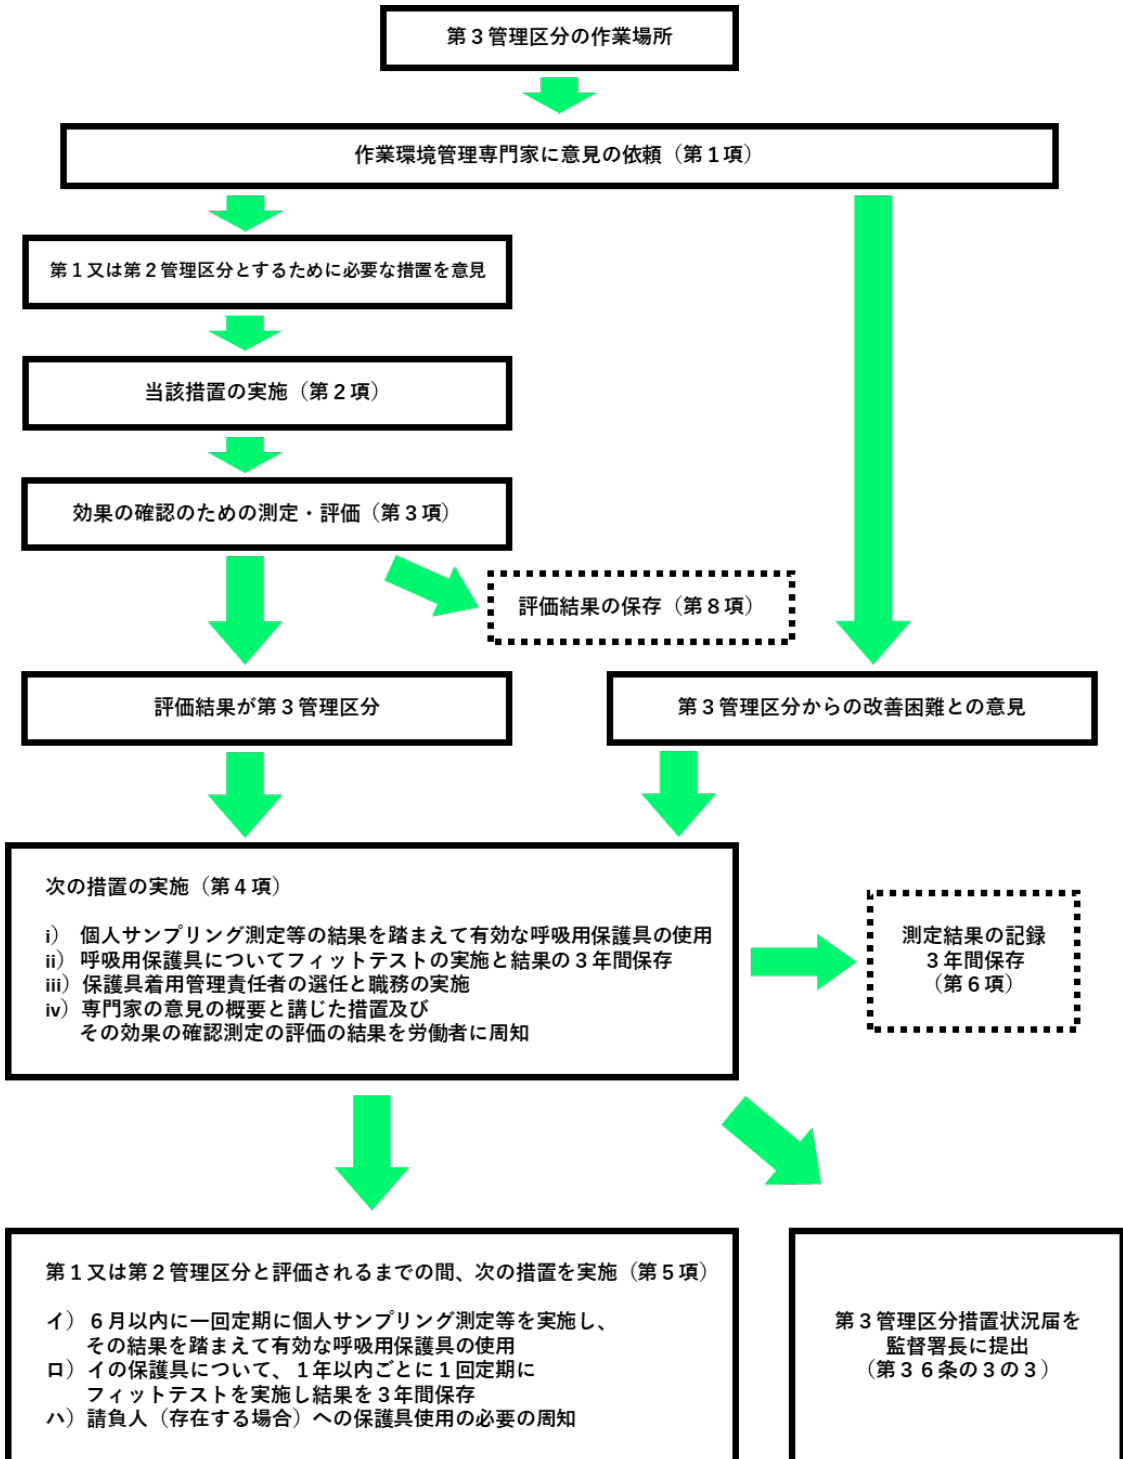 第３管理区分の作業場所
作業環境管理専門家に意見の依頼（第１項）
第１又は第２管理区分とするために必要な措置を意見
当該措置の実施（第２項）
効果の確認のための測定・評価（第３項）
評価結果の保存（第８項）
評価結果が第３管理区分
第３管理区分からの改善困難との意見
次の措置の実施（第４項）
i） 個人サンプリング測定等の結果を踏まえて有効な呼吸用保護具の使用
ii）呼吸用保護具についてフィットテストの実施と結果の３年間保存
iii）保護具着用管理責任者の選任と職務の実施
iv）専門家の意見の概要と講じた措置及び
その効果の確認測定の評価の結果を労働者に周知
測定結果の記録
３年間保存
（第６項）
第１又は第２管理区分と評価されるまでの間、次の措置を実施（第５項）
イ）６月以内に一回定期に個人サンプリング測定等を実施し、
その結果を踏まえて有効な呼吸用保護具の使用
ロ）イの保護具について、１年以内ごとに１回定期に
フィットテストを実施し結果を３年間保存
ハ）請負人（存在する場合）への保護具使用の必要の周知
第３管理区分措置状況届を
監督署長に提出
（第３６条の３の３）